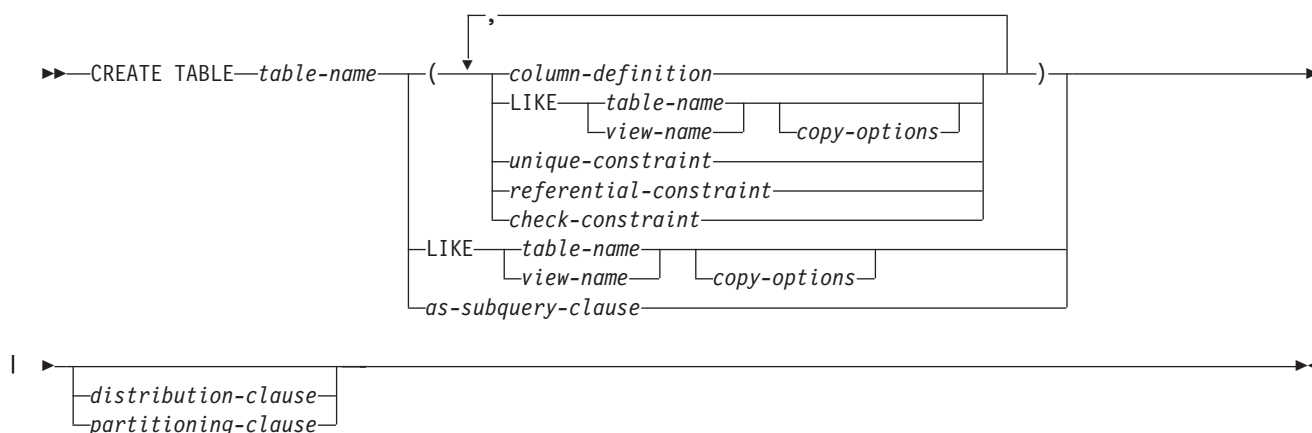 ,
CREATE TABLE table-name ( column-definition )
LIKE table-name
view-name copy-options
unique-constraint
referential-constraint
check-constraint
LIKE table-name
view-name copy-options
as-subquery-clause
distribution-clause
partitioning-clause